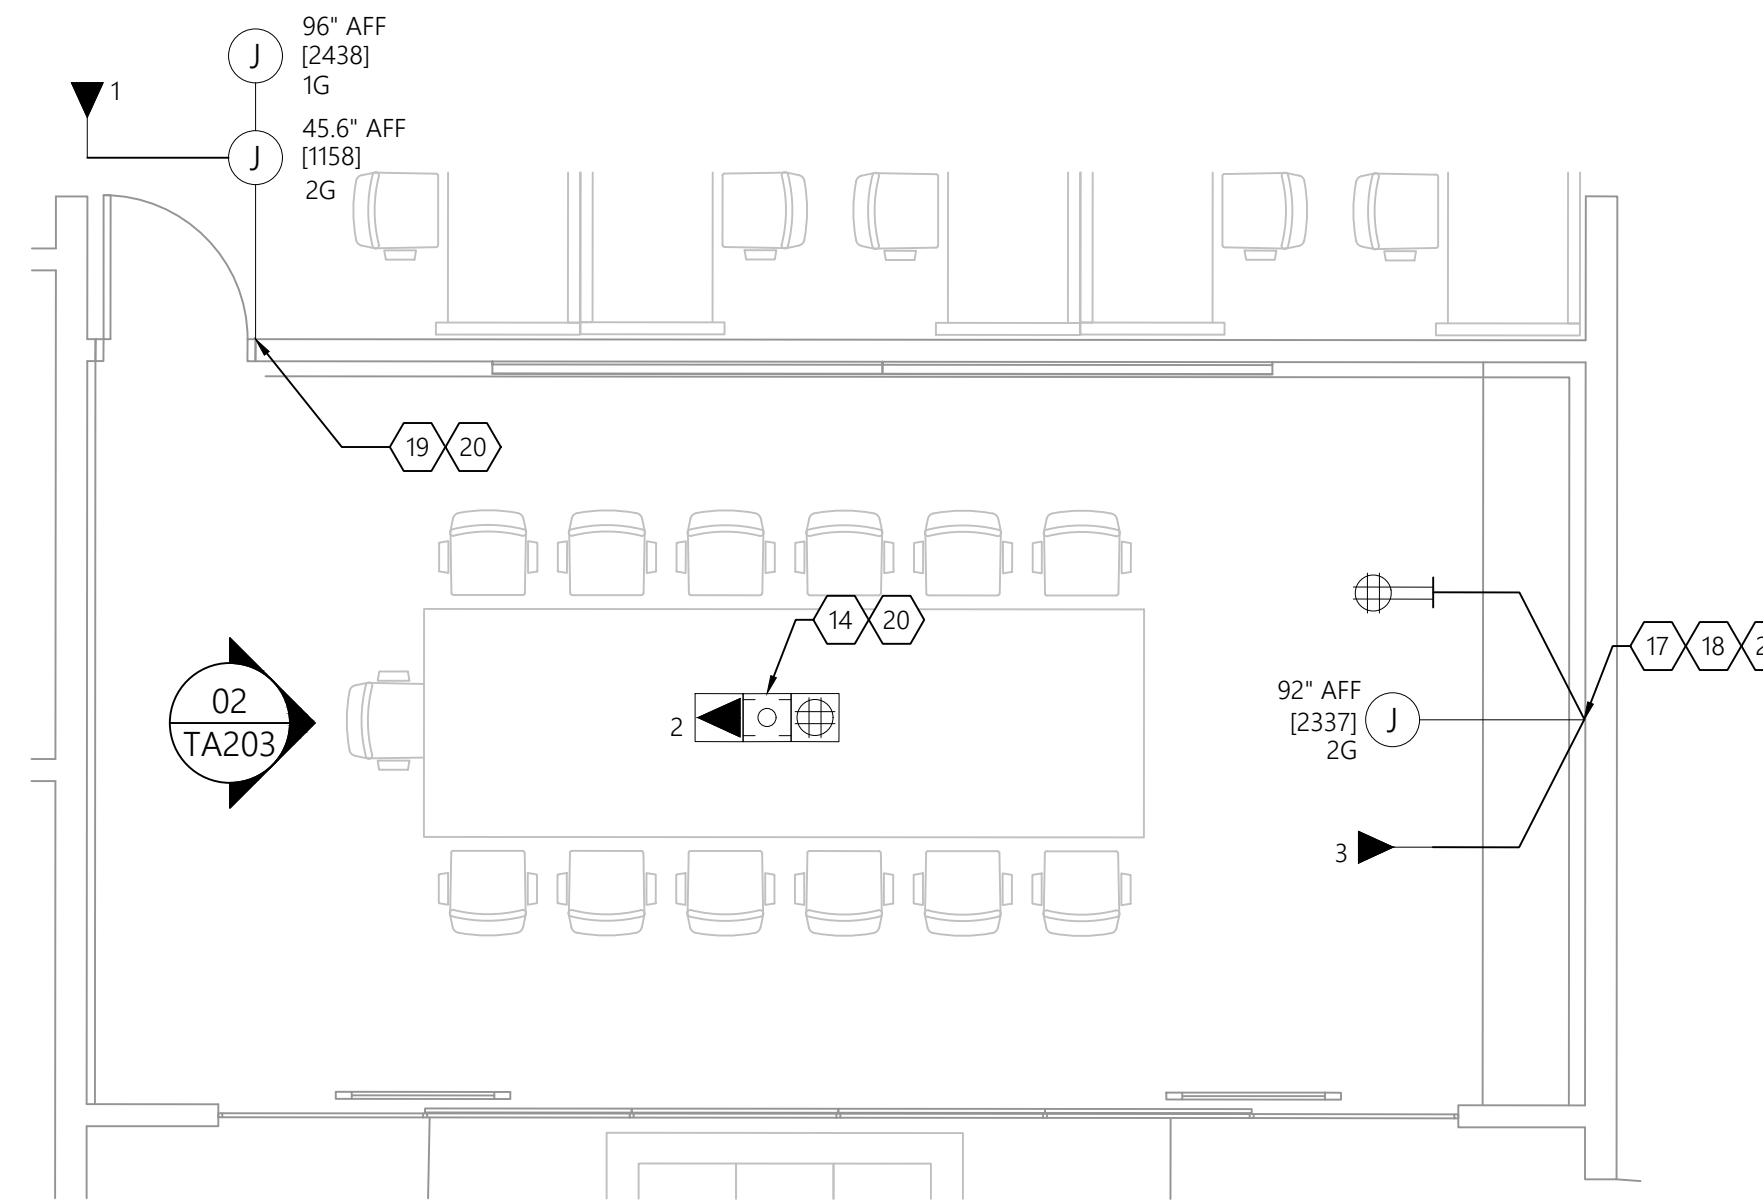 96" AFF
[2438]
1G
J
1
45.6" AFF
[1158]
2G
J
19 20
14 20
02
TA203
2
17 18
92" AFF
[2337]
2G
J
3